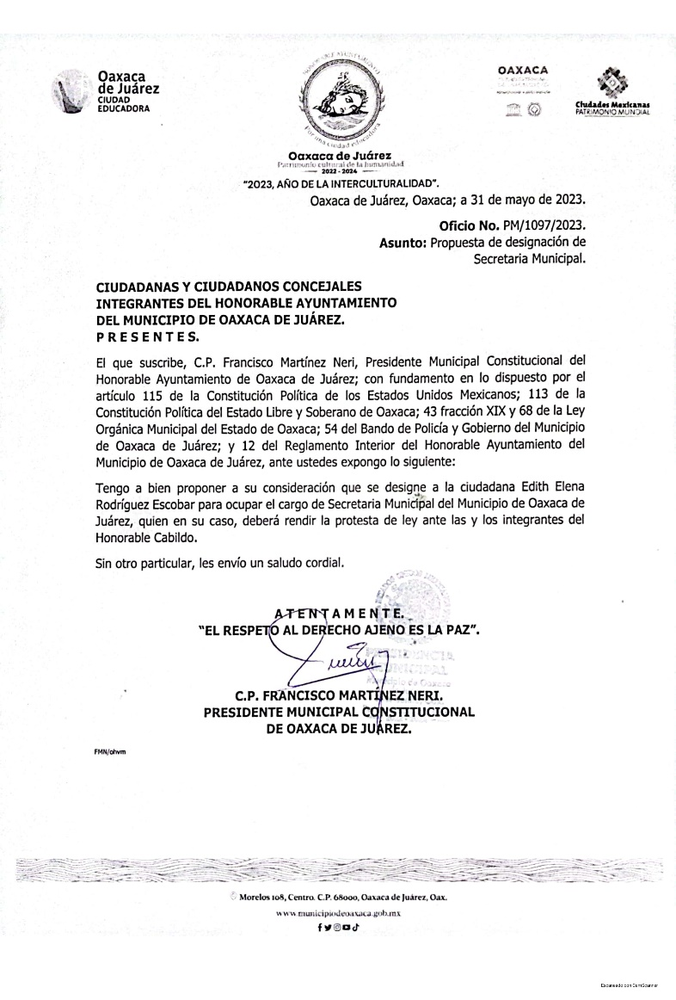 Oaxaca
de Juárez
CIUDAD
EDUCADORA
Por una ciudad educadora
Oaxaca de Juárez
Patrimonio cultural de la humanidad
2022 - 2024
OAXACA
Ciudades Mexicanas
PATRIMONIO MUNDIAL
"2023, AÑO DE LA INTERCULTURALIDAD".
Oaxaca de Juárez, Oaxaca; a 31 de mayo de 2023.
Oficio No. PM/1097/2023.
Asunto: Propuesta de designación de
Secretaria Municipal.
CIUDADANAS Y CIUDADANOS CONCEJALES
INTEGRANTES DEL HONORABLE AYUNTAMIENTO
DEL MUNICIPIO DE OAXACA DE JUÁREZ.
P R E S E N T E S.
El que suscribe, C.P. Francisco Martínez Neri, Presidente Municipal Constitucional del
Honorable Ayuntamiento de Oaxaca de Juárez; con fundamento en lo dispuesto por el
artículo 115 de la Constitución Política de los Estados Unidos Mexicanos; 113 de la
Constitución Política del Estado Libre y Soberano de Oaxaca; 43 fracción XIX y 68 de la Ley
Orgánica Municipal del Estado de Oaxaca; 54 del Bando de Policía y Gobierno del Municipio
de Oaxaca de Juárez; y 12 del Reglamento Interior del Honorable Ayuntamiento del
Municipio de Oaxaca de Juárez, ante ustedes expongo lo siguiente:
Tengo a bien proponer a su consideración que se designe a la ciudadana Edith Elena
Rodríguez Escobar para ocupar el cargo de Secretaria Municipal del Municipio de Oaxaca de
Juárez, quien en su caso, deberá rendir la protesta de ley ante las y los integrantes del
Honorable Cabildo.
Sin otro particular, les envío un saludo cordial.
A T E N T A M E N T E.
"EL RESPETO AL DERECHO AJENO ES LA PAZ".
PRESIDENCIA
MUNICIPAL
Municipio de Oaxaca
C.P. FRANCISCO MARTÍNEZ NERI.
PRESIDENTE MUNICIPAL CONSTITUCIONAL
DE OAXACA DE JUÁREZ.
FMN/ohvm
Morelos 108, Centro. C.P. 68000, Oaxaca de Juárez, Oax.
www.municipiodeoaxaca.gob.mx
Escaneado con CamScanner